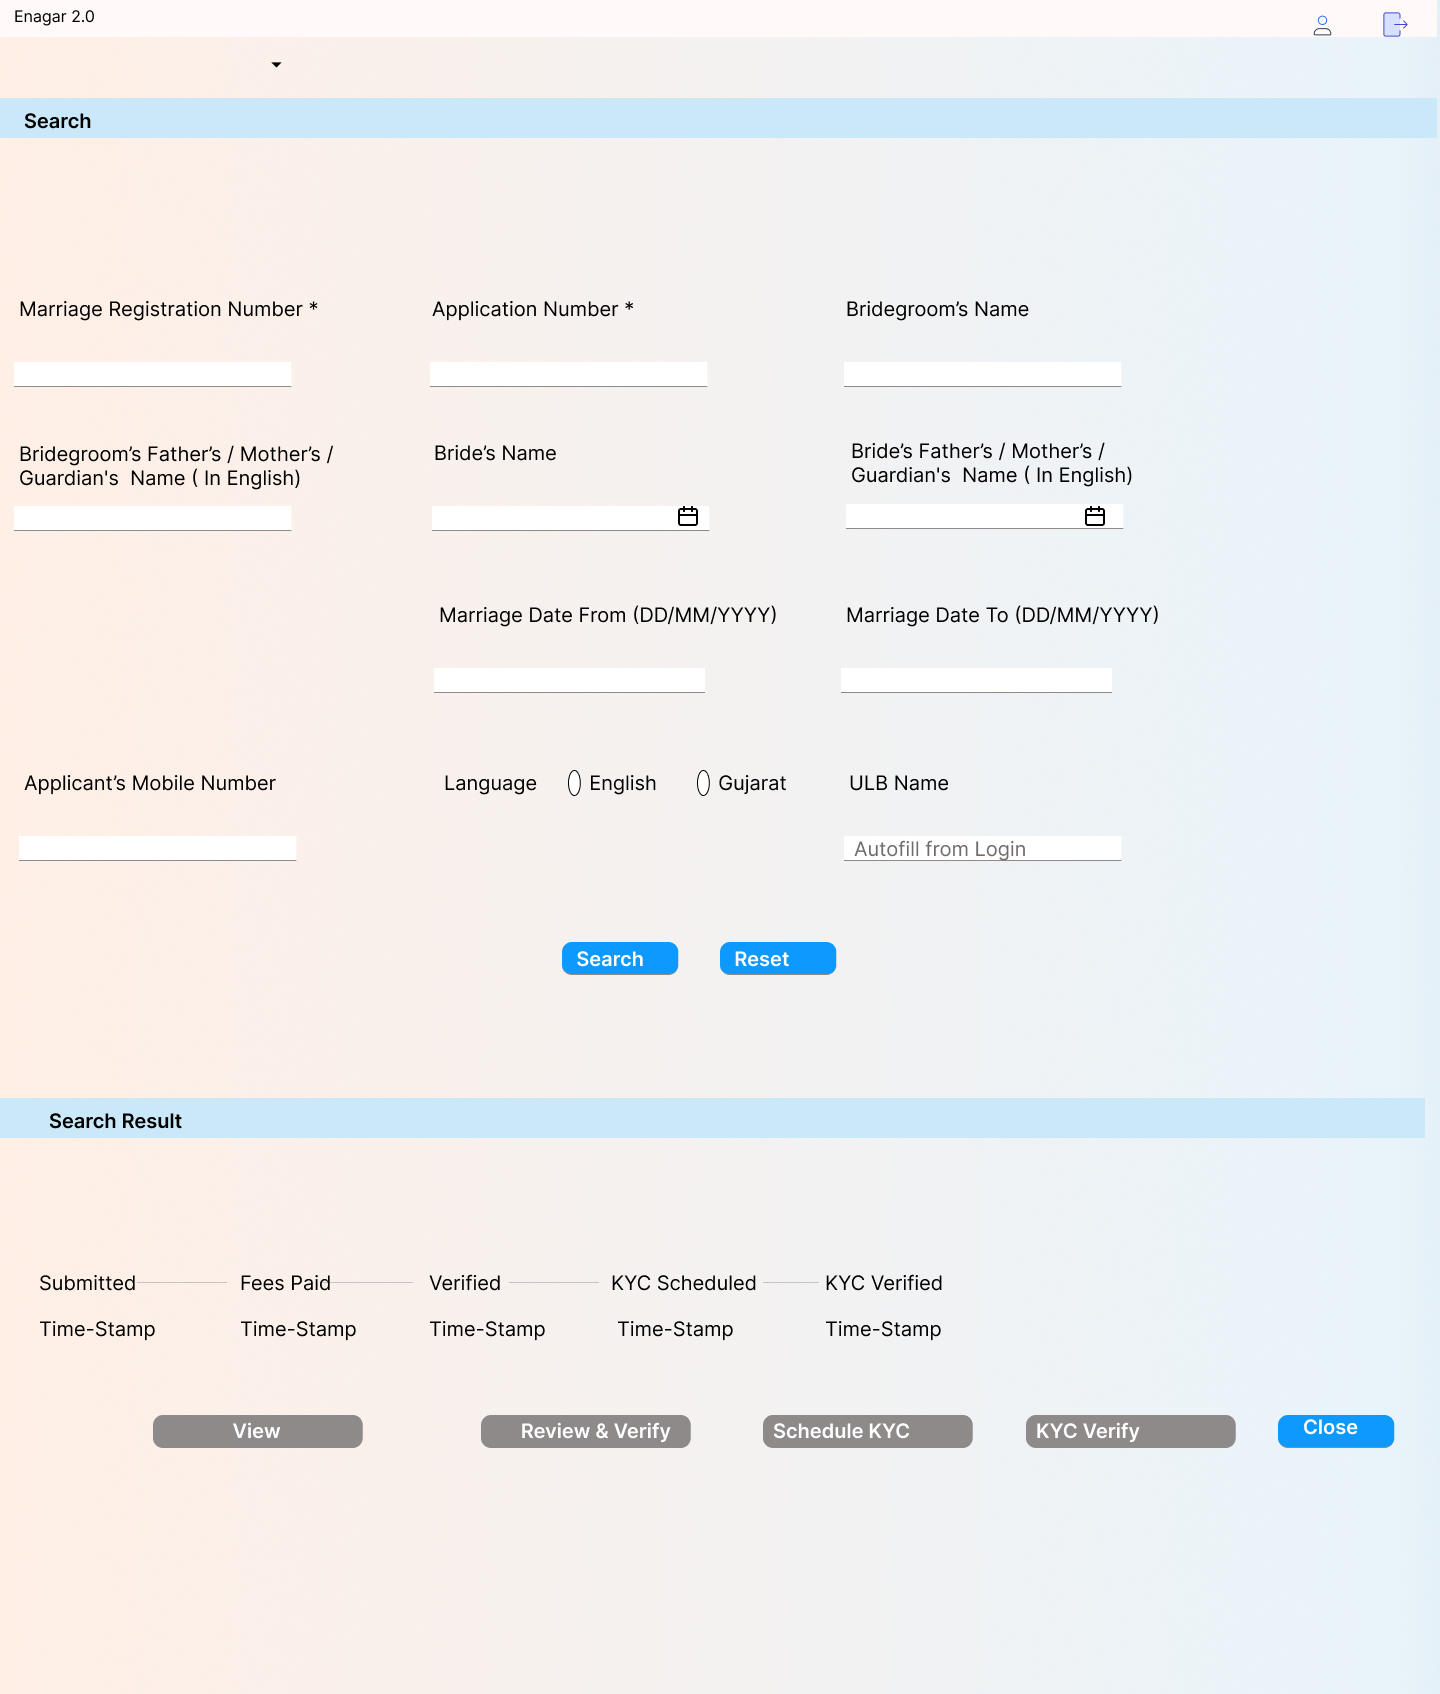 Enagar 2.0
Search
Marriage Registration Number *
Application Number *
Bridegroom’s Name
Bridegroom’s Father’s / Mother’s /
Guardian's  Name ( In English)
Bride’s Name
Bride’s Father’s / Mother’s /
Guardian's  Name ( In English)
Marriage Date From (DD/MM/YYYY)
Marriage Date To (DD/MM/YYYY)
Applicant’s Mobile Number
Language
English
Gujarat
ULB Name
Autofill from Login
Search
Reset
Search Result
Submitted
Fees Paid
Verified
KYC Scheduled
KYC Verified
Time-Stamp
Time-Stamp
Time-Stamp
Time-Stamp
Time-Stamp
View
Review & Verify
Schedule KYC
KYC Verify
Close